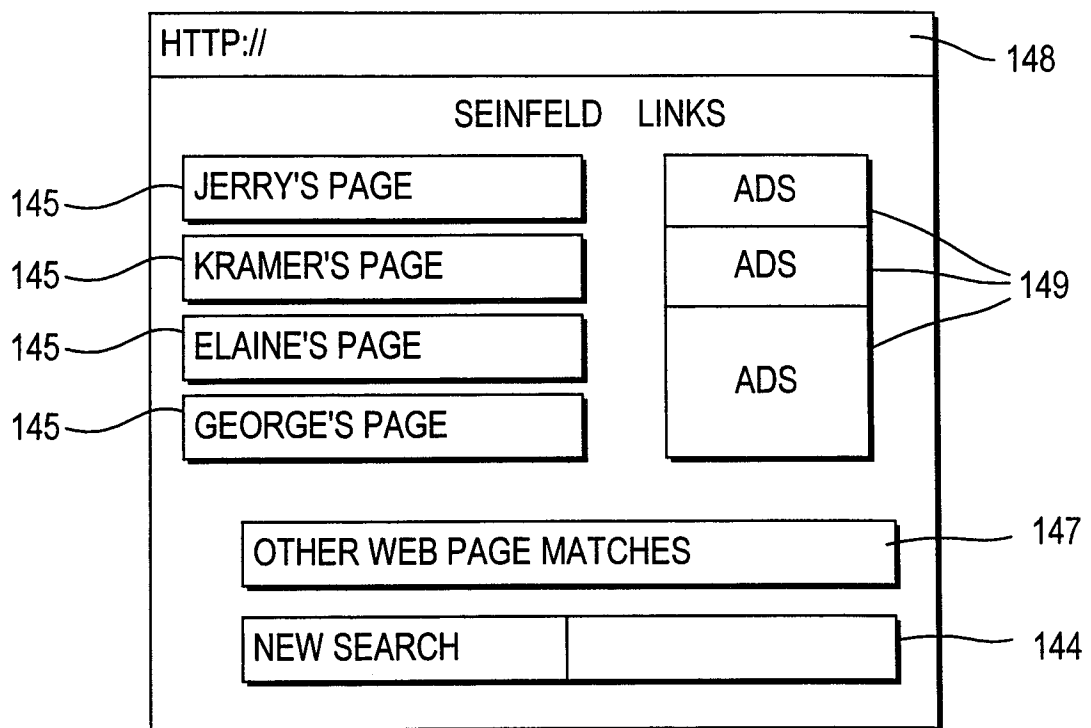 HTTP://
148
SEINFELD LINKS
145
JERRY'S PAGE
ADS
145
KRAMER'S PAGE
ADS
149
145
ELAINE'S PAGE
ADS
145
GEORGE'S PAGE
OTHER WEB PAGE MATCHES
147
NEW SEARCH
144